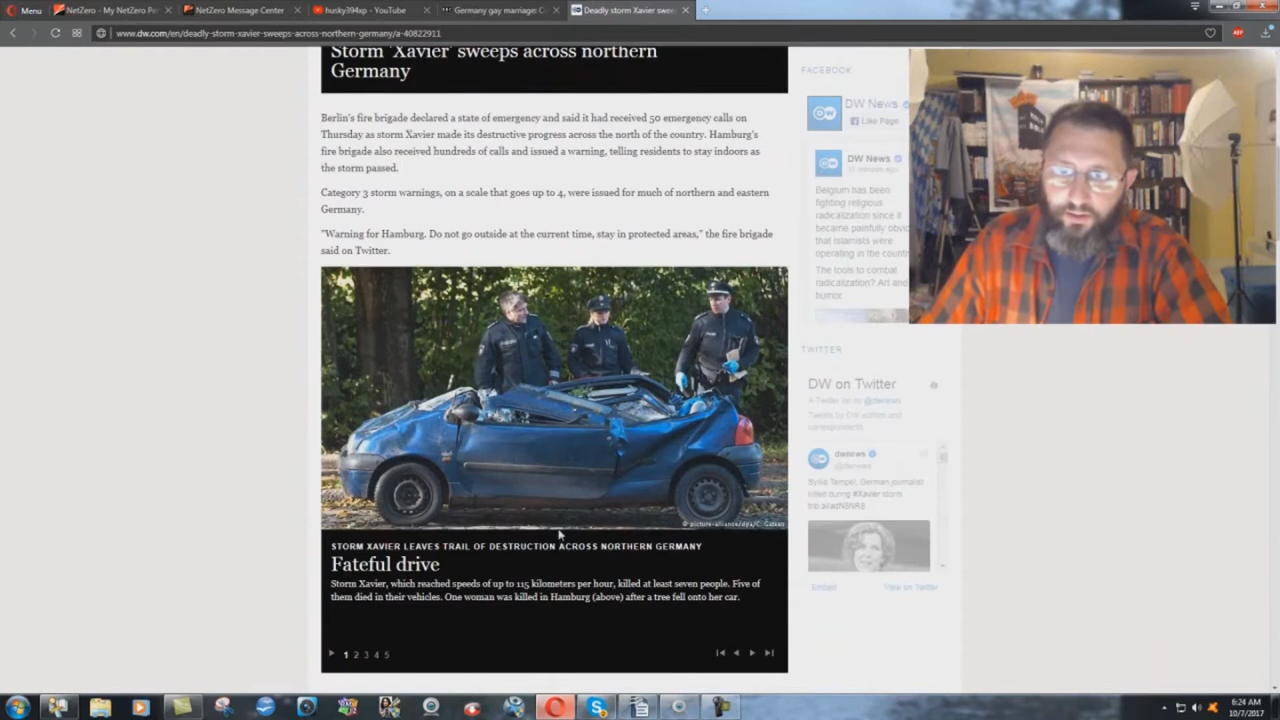 Menu
NetZero - My NetZero Per
NetZero Message Center
husky394xp - YouTube
Germany gay marriages: C
Deadly storm Xavier swee
www.dw.com/en/deadly-storm-xavier-sweeps-across-northern-germany/a-40822911
Storm 'Xavier' sweeps across northern
Germany
Berlin's fire brigade declared a state of emergency and said it had received 50 emergency calls on
Thursday as storm Xavier made its destructive progress across the north of the country. Hamburg's
fire brigade also received hundreds of calls and issued a warning, telling residents to stay indoors as
the storm passed.
Category 3 storm warnings, on a scale that goes up to 4, were issued for much of northern and eastern
Germany.
"Warning for Hamburg. Do not go outside at the current time, stay in protected areas," the fire brigade
said on Twitter.
© picture-alliance/dpa/C.
STORM XAVIER LEAVES TRAIL OF DESTRUCTION ACROSS NORTHERN GERMANY
Fateful drive
Storm Xavier, which reached speeds of up to 115 kilometers per hour, killed at least seven people. Five of
them died in their vehicles. One woman was killed in Hamburg (above) after a tree fell onto her car.
1 2 3 4 5
FACEBOOK
DW
DW News
Like Page
DW News
11 minutes ago
Belgium has been
fighting religious
radicalization since it
became painfully obvio
that Islamists were
operating in the countr
The tools to combat
radicalization? Art and
humor.
TWITTER
DW on Twitter
A Twitter list by @dwnews
Tweets by DW editors and
correspondents
dwnews
@dwnews
Sylke Tempel, German journalist
killed during #Xavier storm
Embed
View on Twitter
6:24 AM
10/7/2017